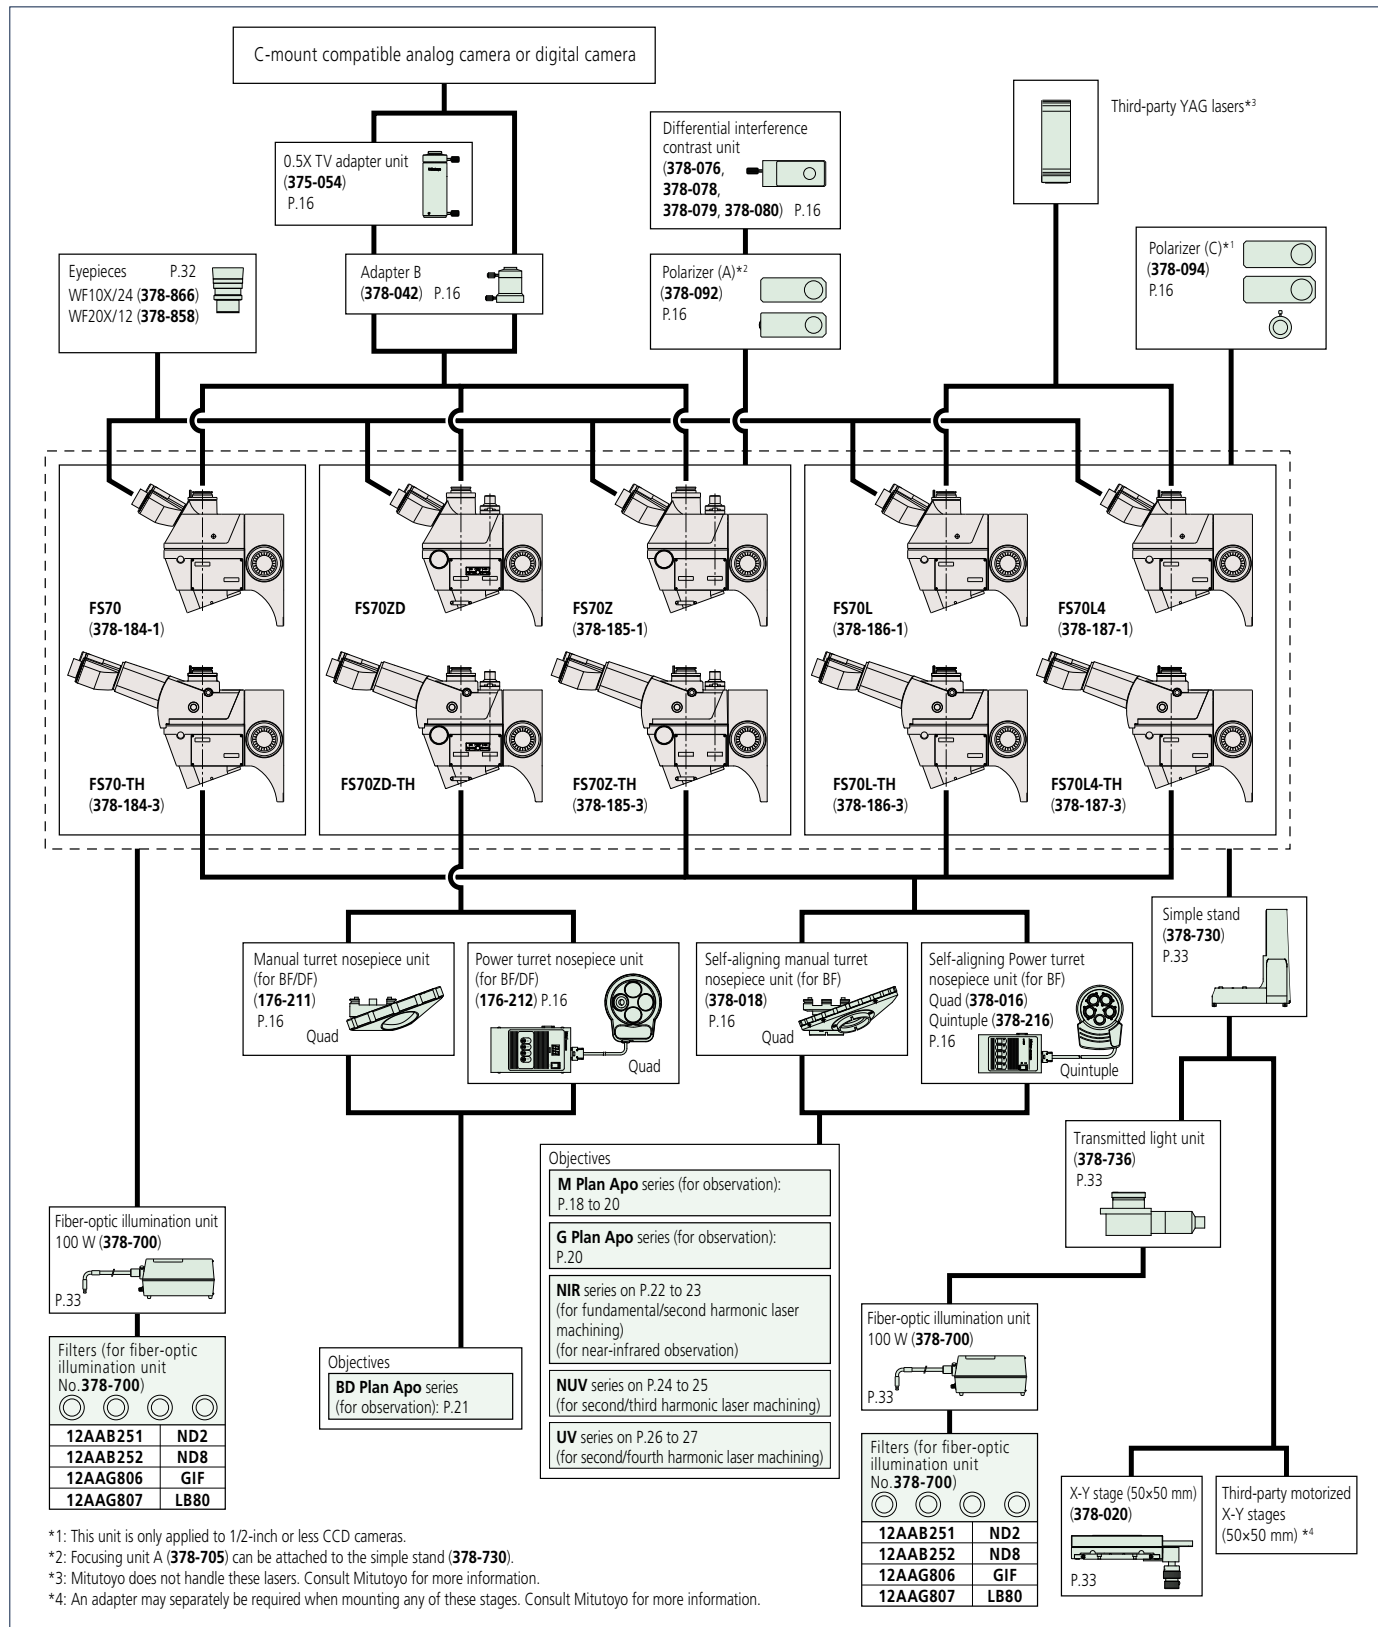 C-mount compatible analog camera or digital camera
Third-party YAG lasers*3
0.5X TV adapter unit
(375-054)
P.16
Differential interference
contrast unit
(378-076,
378-078,
378-079, 378-080) P.16
Eyepieces P.32
WF10X/24 (378-866)
WF20X/12 (378-858)
Adapter B
(378-042) P.16
Polarizer (A)*2
(378-092)
P.16
Polarizer (C)*1
(378-094)
P.16
FS70
(378-184-1)
FS70ZD
FS70Z
(378-185-1)
FS70L
(378-186-1)
FS70L4
(378-187-1)
FS70-TH
(378-184-3)
FS70ZD-TH
FS70Z-TH
(378-185-3)
FS70L-TH
(378-186-3)
FS70L4-TH
(378-187-3)
Manual turret nosepiece unit
(for BF/DF)
(176-211)
P.16
Quad
Power turret nosepiece unit
(for BF/DF)
(176-212) P.16
Quad
Self-aligning manual turret
nosepiece unit (for BF)
(378-018)
P.16
Quad
Self-aligning Power turret
nosepiece unit (for BF)
Quad (378-016)
Quintuple (378-216)
P.16
Quintuple
Simple stand
(378-730)
P.33
Transmitted light unit
(378-736)
P.33
Objectives
M Plan Apo series (for observation):
P.18 to 20
G Plan Apo series (for observation):
P.20
NIR series on P.22 to 23
(for fundamental/second harmonic laser
machining)
(for near-infrared observation)
NUV series on P.24 to 25
(for second/third harmonic laser machining)
UV series on P.26 to 27
(for second/fourth harmonic laser machining)
Fiber-optic illumination unit
100 W (378-700)
P.33
Filters (for fiber-optic
illumination unit
No.378-700)
12AAB251 ND2
12AAB252 ND8
12AAG806 GIF
12AAG807 LB80
Objectives
BD Plan Apo series
(for observation): P.21
Fiber-optic illumination unit
100 W (378-700)
P.33
Filters (for fiber-optic
illumination unit
No.378-700)
12AAB251 ND2
12AAB252 ND8
12AAG806 GIF
12AAG807 LB80
X-Y stage (50×50 mm)
(378-020)
P.33
Third-party motorized
X-Y stages
(50×50 mm) *4
*1: This unit is only applied to 1/2-inch or less CCD cameras.
*2: Focusing unit A (378-705) can be attached to the simple stand (378-730).
*3: Mitutoyo does not handle these lasers. Consult Mitutoyo for more information.
*4: An adapter may separately be required when mounting any of these stages. Consult Mitutoyo for more information.